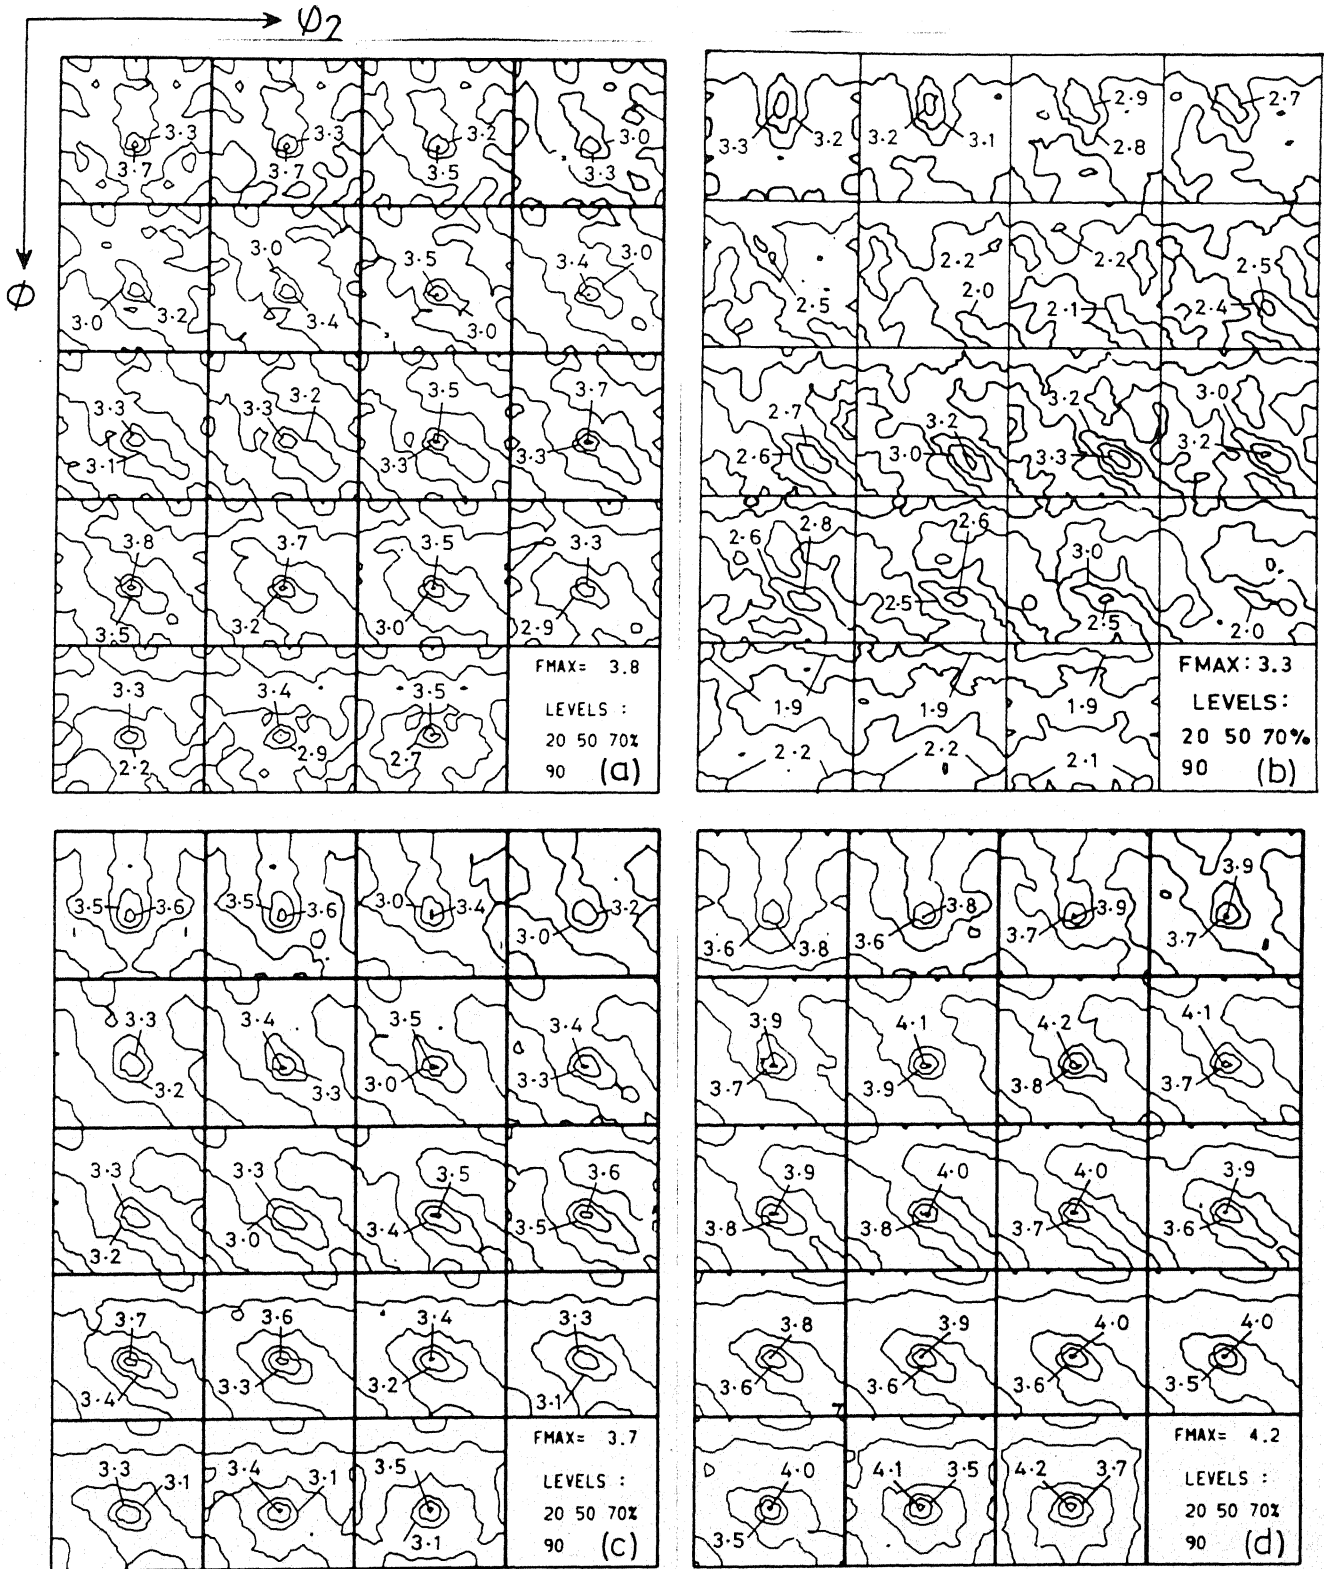 φ2
φ
3·3 3·3 3·2 3·0
3·7 3·7 3·5 3·3
3·0 3·5 3·4 3·0
3·0 3·2 3·4 3·0
3·3 3·3 3·2 3·5 3·7
3·1 3·3 3·3
3·8 3·7 3·5 3·3
3·5 3·2 3·0 2·9
3·3 3·4 3·5
2·2 2·9 2·7
FMAX= 3.8
LEVELS :
20 50 70%
90 (a)
2·9 2·7
3·3 3·2 3·2 3·1 2·8
2·2 2·2 2·5
2·5 2·0 2·1 2·4
2·7 3·2 3·2 3·0
2·6 3·0 3·3 3·2
2·6 2·8 2·6 3·0
2·5 2·5 2·0
1·9 1·9 1·9
2·2 2·2 2·1
FMAX: 3.3
LEVELS:
20 50 70%
90 (b)
3·5 3·6 3·5 3·6 3·0 3·4 3·2
3·0
3·3 3·4 3·5 3·4
3·2 3·3 3·0 3·3
3·3 3·3 3·5 3·6
3·2 3·0 3·4 3·5
3·7 3·6 3·4 3·3
3·4 3·3 3·2 3·1
3·3 3·1 3·4 3·1 3·5
3·1
FMAX= 3.7
LEVELS :
20 50 70%
90 (c)
3·8 3·9 3·9
3·6 3·8 3·6 3·7 3·7
3·9 4·1 4·2 4·1
3·7 3·9 3·8 3·7
3·9 4·0 4·0 3·9
3·8 3·8 3·7 3·6
3·8 3·9 4·0 4·0
3·6 3·6 3·6 3·5
4·0 4·1 3·5 4·2 3·7
3·5
FMAX= 4.2
LEVELS :
20 50 70%
90 (d)